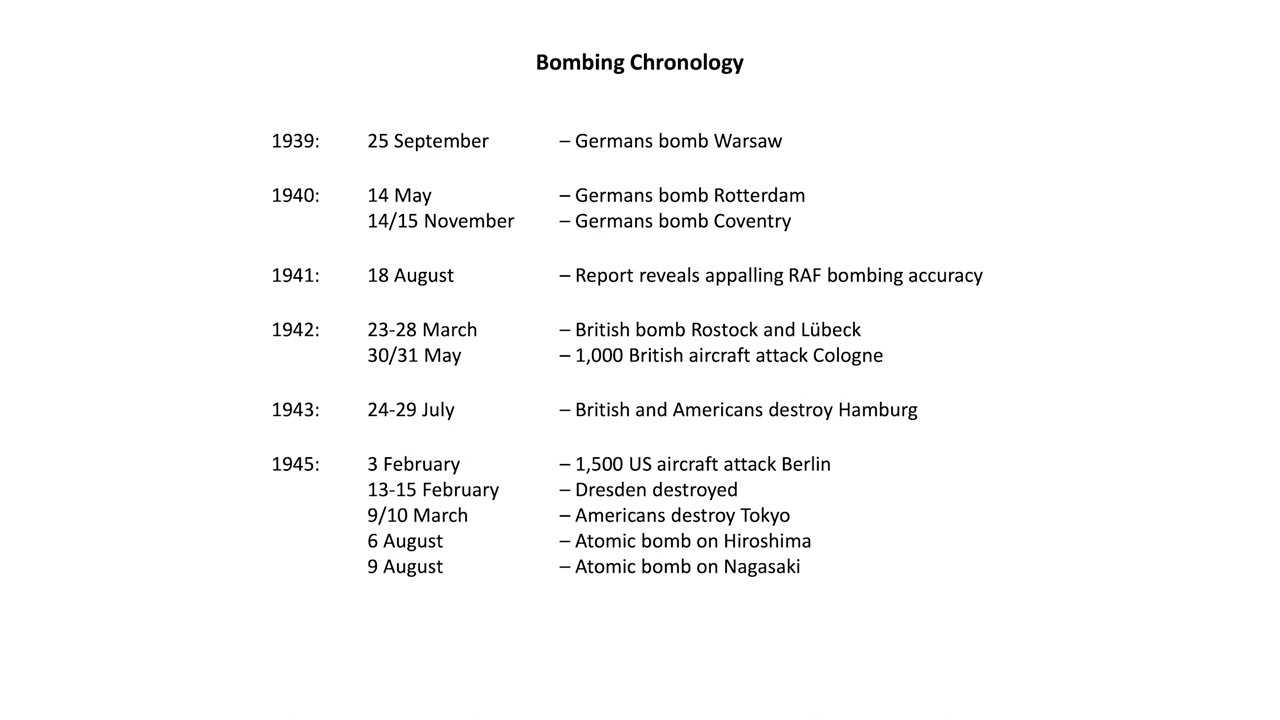 Bombing Chronology
1939: 25 September – Germans bomb Warsaw
1940: 14 May – Germans bomb Rotterdam
14/15 November – Germans bomb Coventry
1941: 18 August – Report reveals appalling RAF bombing accuracy
1942: 23-28 March – British bomb Rostock and Lübeck
30/31 May – 1,000 British aircraft attack Cologne
1943: 24-29 July – British and Americans destroy Hamburg
1945: 3 February – 1,500 US aircraft attack Berlin
13-15 February – Dresden destroyed
9/10 March – Americans destroy Tokyo
6 August – Atomic bomb on Hiroshima
9 August – Atomic bomb on Nagasaki